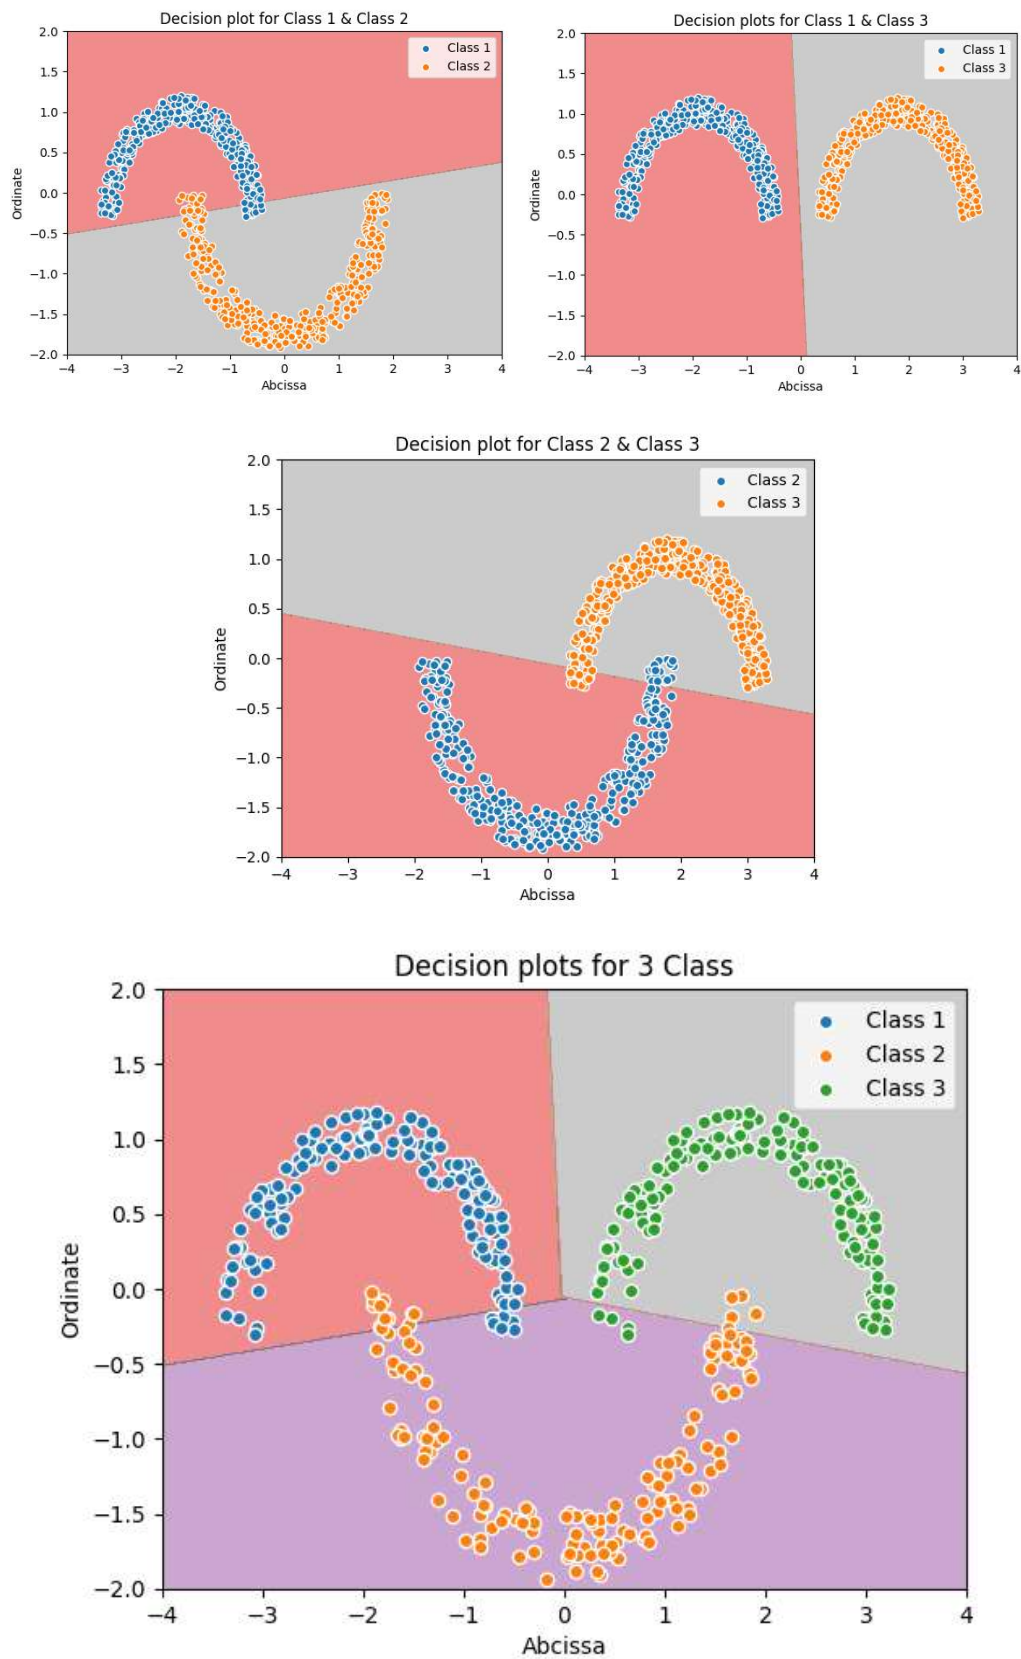 Decision plot for Class 1 & Class 2
2.0
1.5
1.0
0.5
0.0
−0.5
−1.0
−1.5
−2.0
Ordinate
Class 1
Class 2
−4 −3 −2 −1 0 1 2 3 4
Abcissa
Decision plots for Class 1 & Class 3
2.0
1.5
1.0
0.5
0.0
−0.5
−1.0
−1.5
−2.0
Ordinate
Class 1
Class 3
−4 −3 −2 −1 0 1 2 3 4
Abcissa
Decision plot for Class 2 & Class 3
2.0
1.5
1.0
0.5
0.0
−0.5
−1.0
−1.5
−2.0
Ordinate
Class 2
Class 3
−4 −3 −2 −1 0 1 2 3 4
Abcissa
Decision plots for 3 Class
2.0
1.5
1.0
0.5
0.0
−0.5
−1.0
−1.5
−2.0
Ordinate
Class 1
Class 2
Class 3
−4 −3 −2 −1 0 1 2 3 4
Abcissa